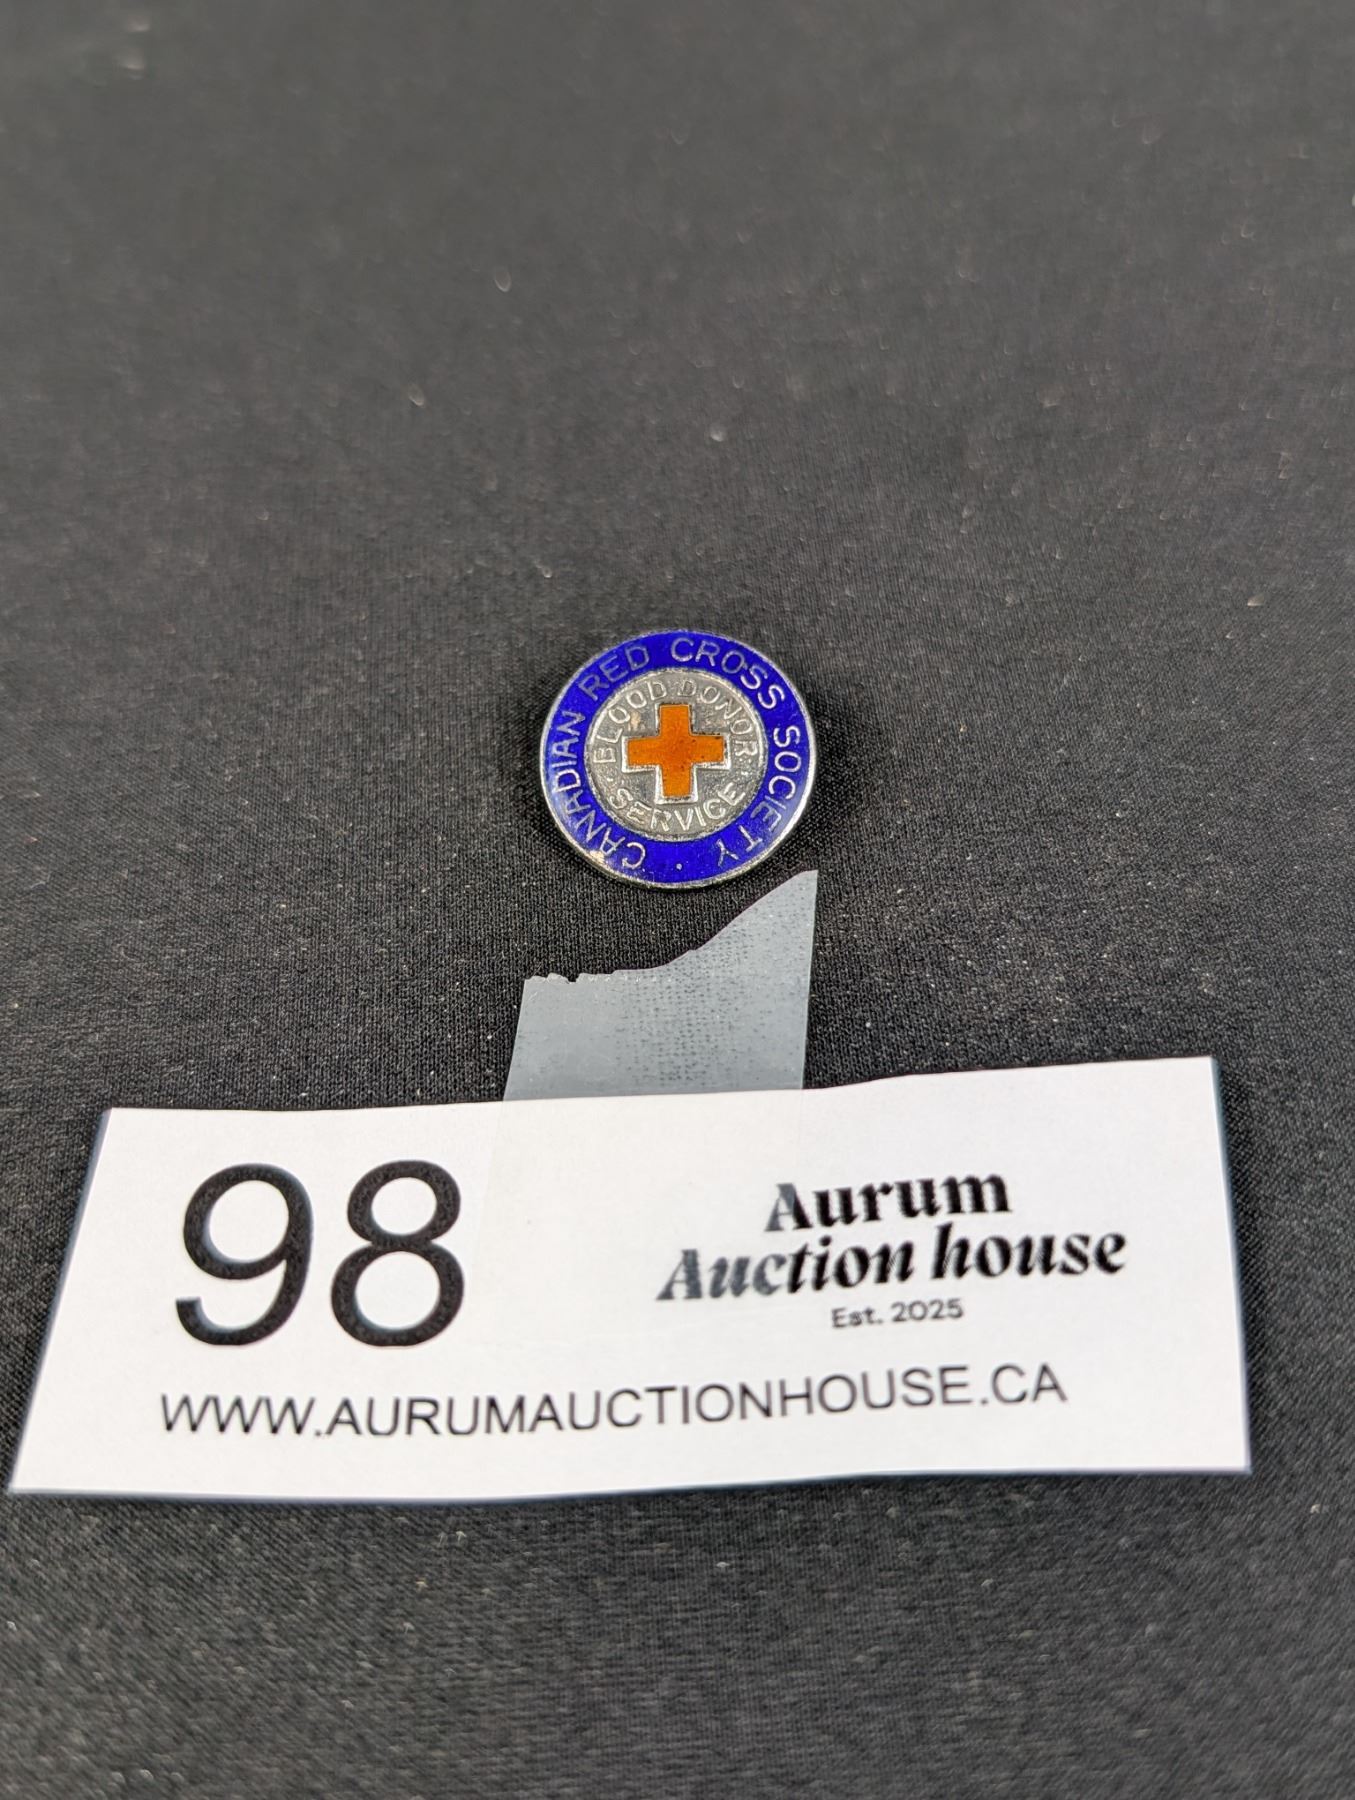 CANADIAN RED CROSS SOCIETY ·
BLOOD DONOR
· SERVICE ·
98
Aurum
Auction house
Est. 2025
WWW.AURUMAUCTIONHOUSE.CA